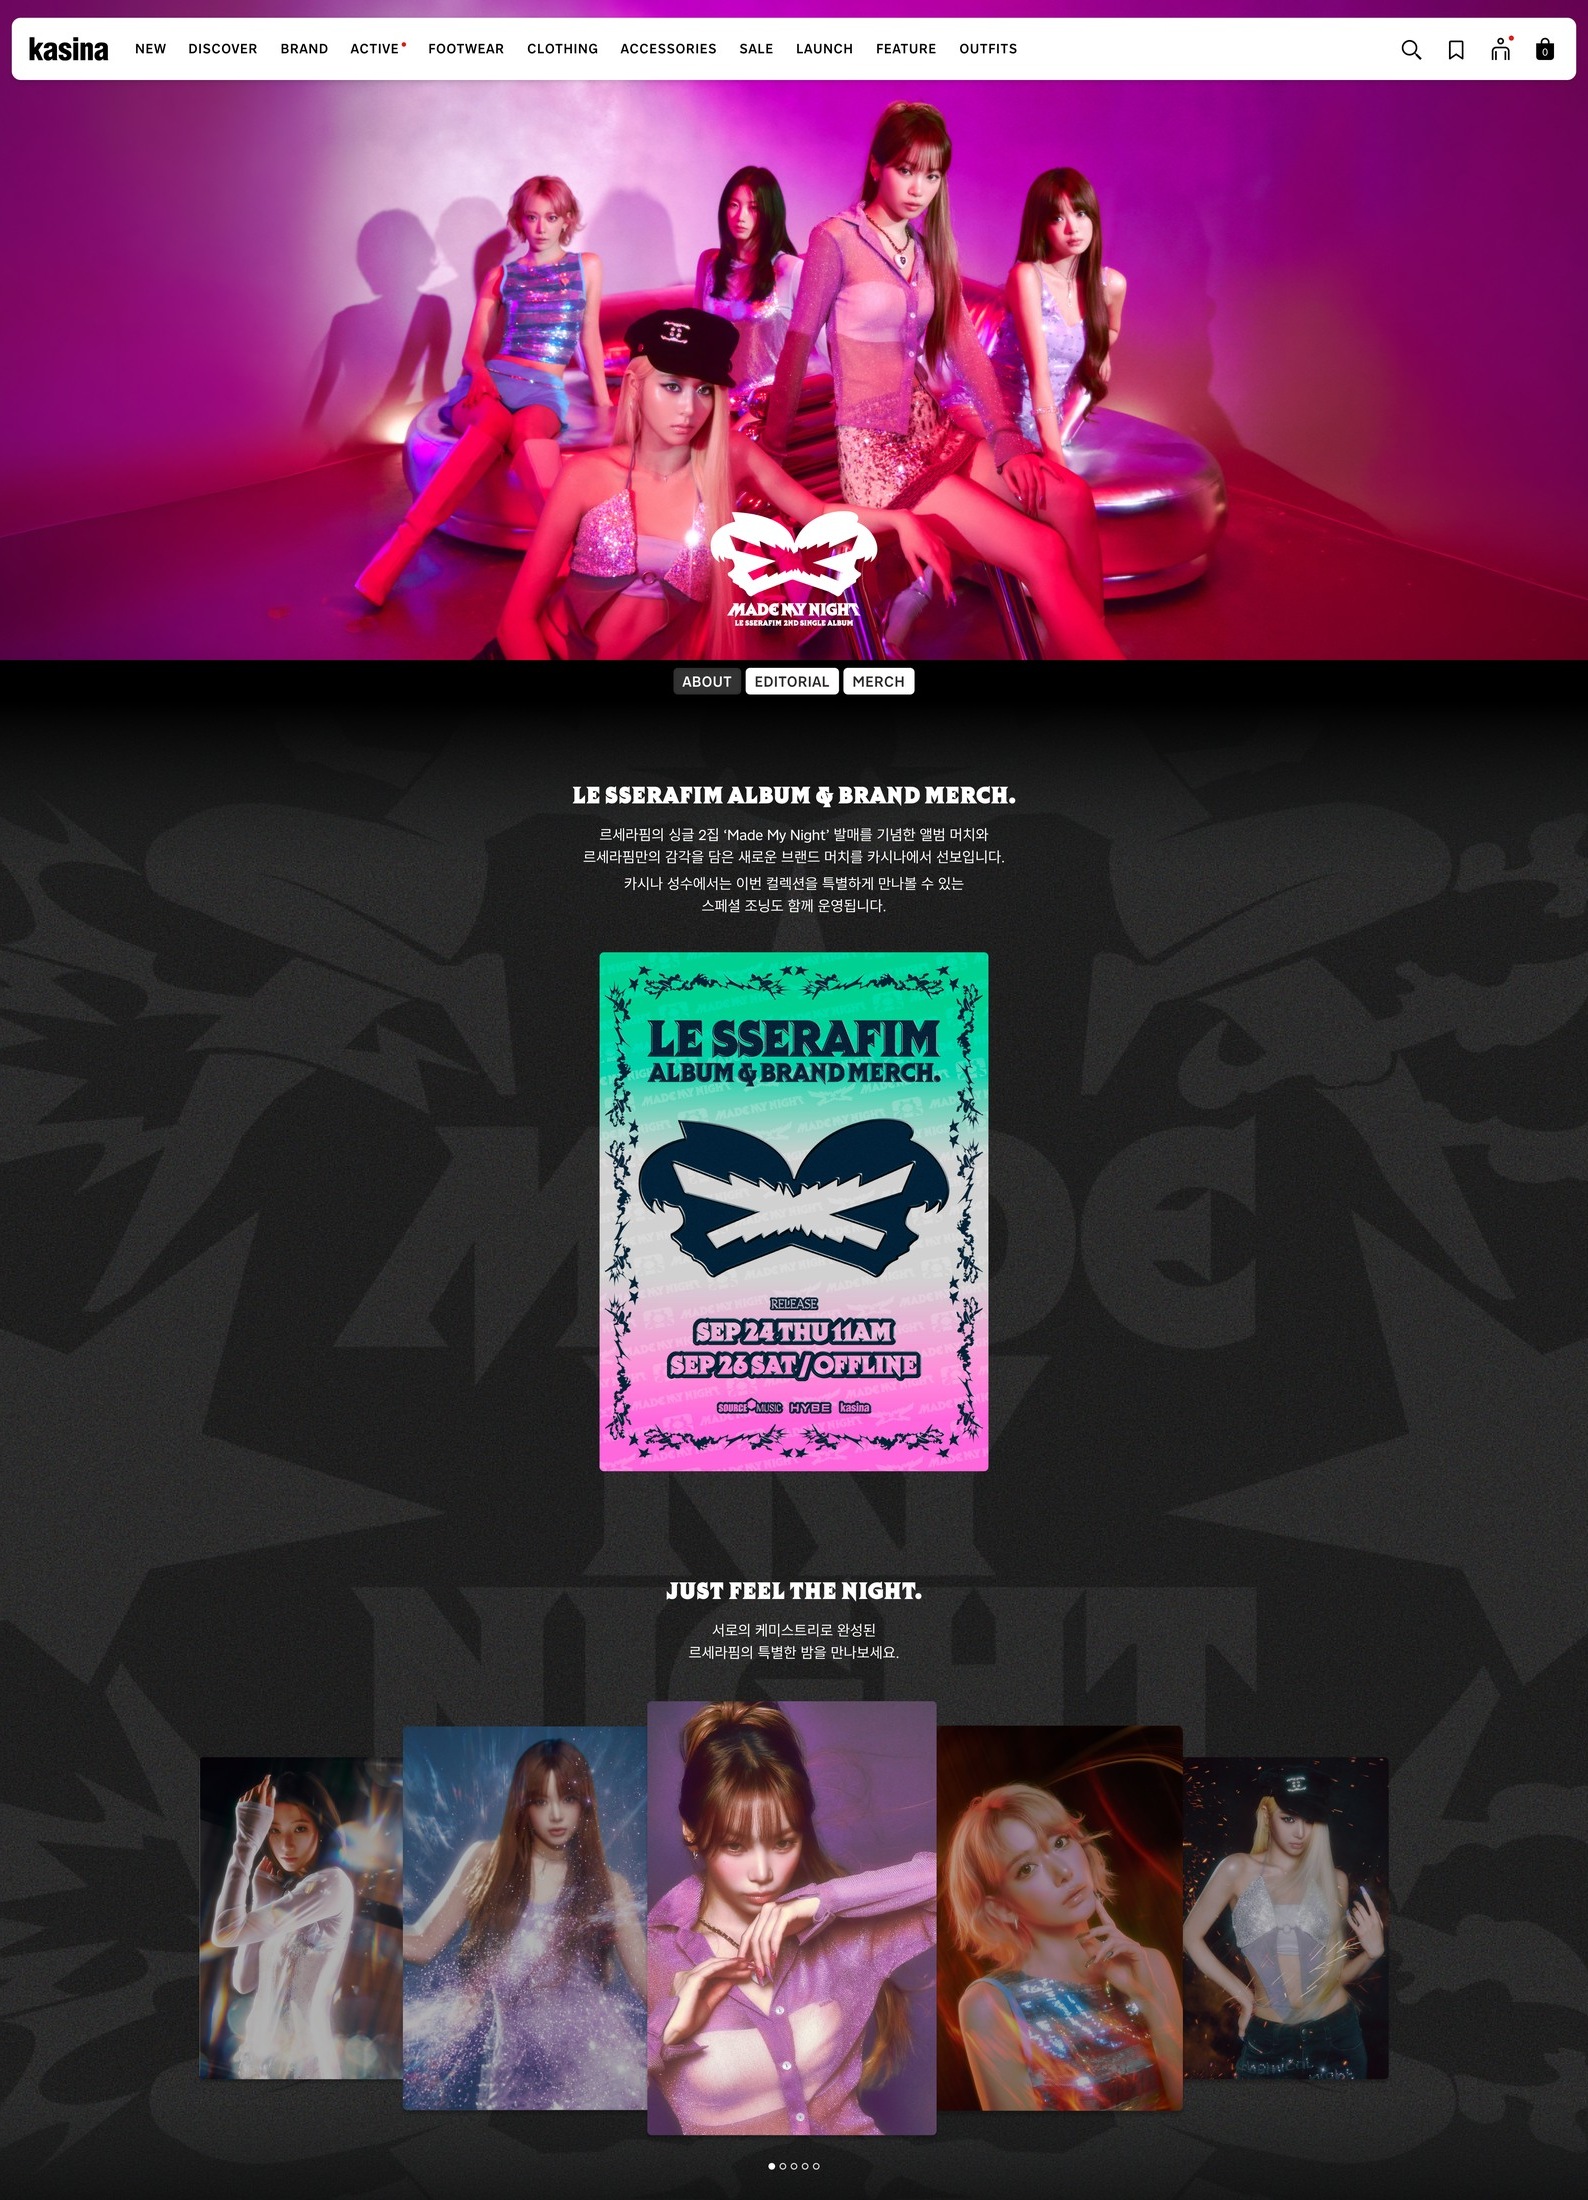 kasina NEW DISCOVER BRAND ACTIVE FOOTWEAR CLOTHING ACCESSORIES SALE LAUNCH FEATURE OUTFITS 0
MADE MY NIGHT
LE SSERAFIM 2ND SINGLE ALBUM
ABOUT EDITORIAL MERCH
LE SSERAFIM ALBUM & BRAND MERCH.
르세라핌의 싱글 2집 ‘Made My Night’ 발매를 기념한 앨범 머치와
르세라핌만의 감각을 담은 새로운 브랜드 머치를 카시나에서 선보입니다.
카시나 성수에서는 이번 컬렉션을 특별하게 만나볼 수 있는
스페셜 조닝도 함께 운영됩니다.
LE SSERAFIM
ALBUM & BRAND MERCH.
RELEASE
SEP 24 THU 11AM
SEP 26 SAT / OFFLINE
SOURCE MUSIC HYBE kasina
MADE
MY
NIGHT
JUST FEEL THE NIGHT.
서로의 케미스트리로 완성된
르세라핌의 특별한 밤을 만나보세요.